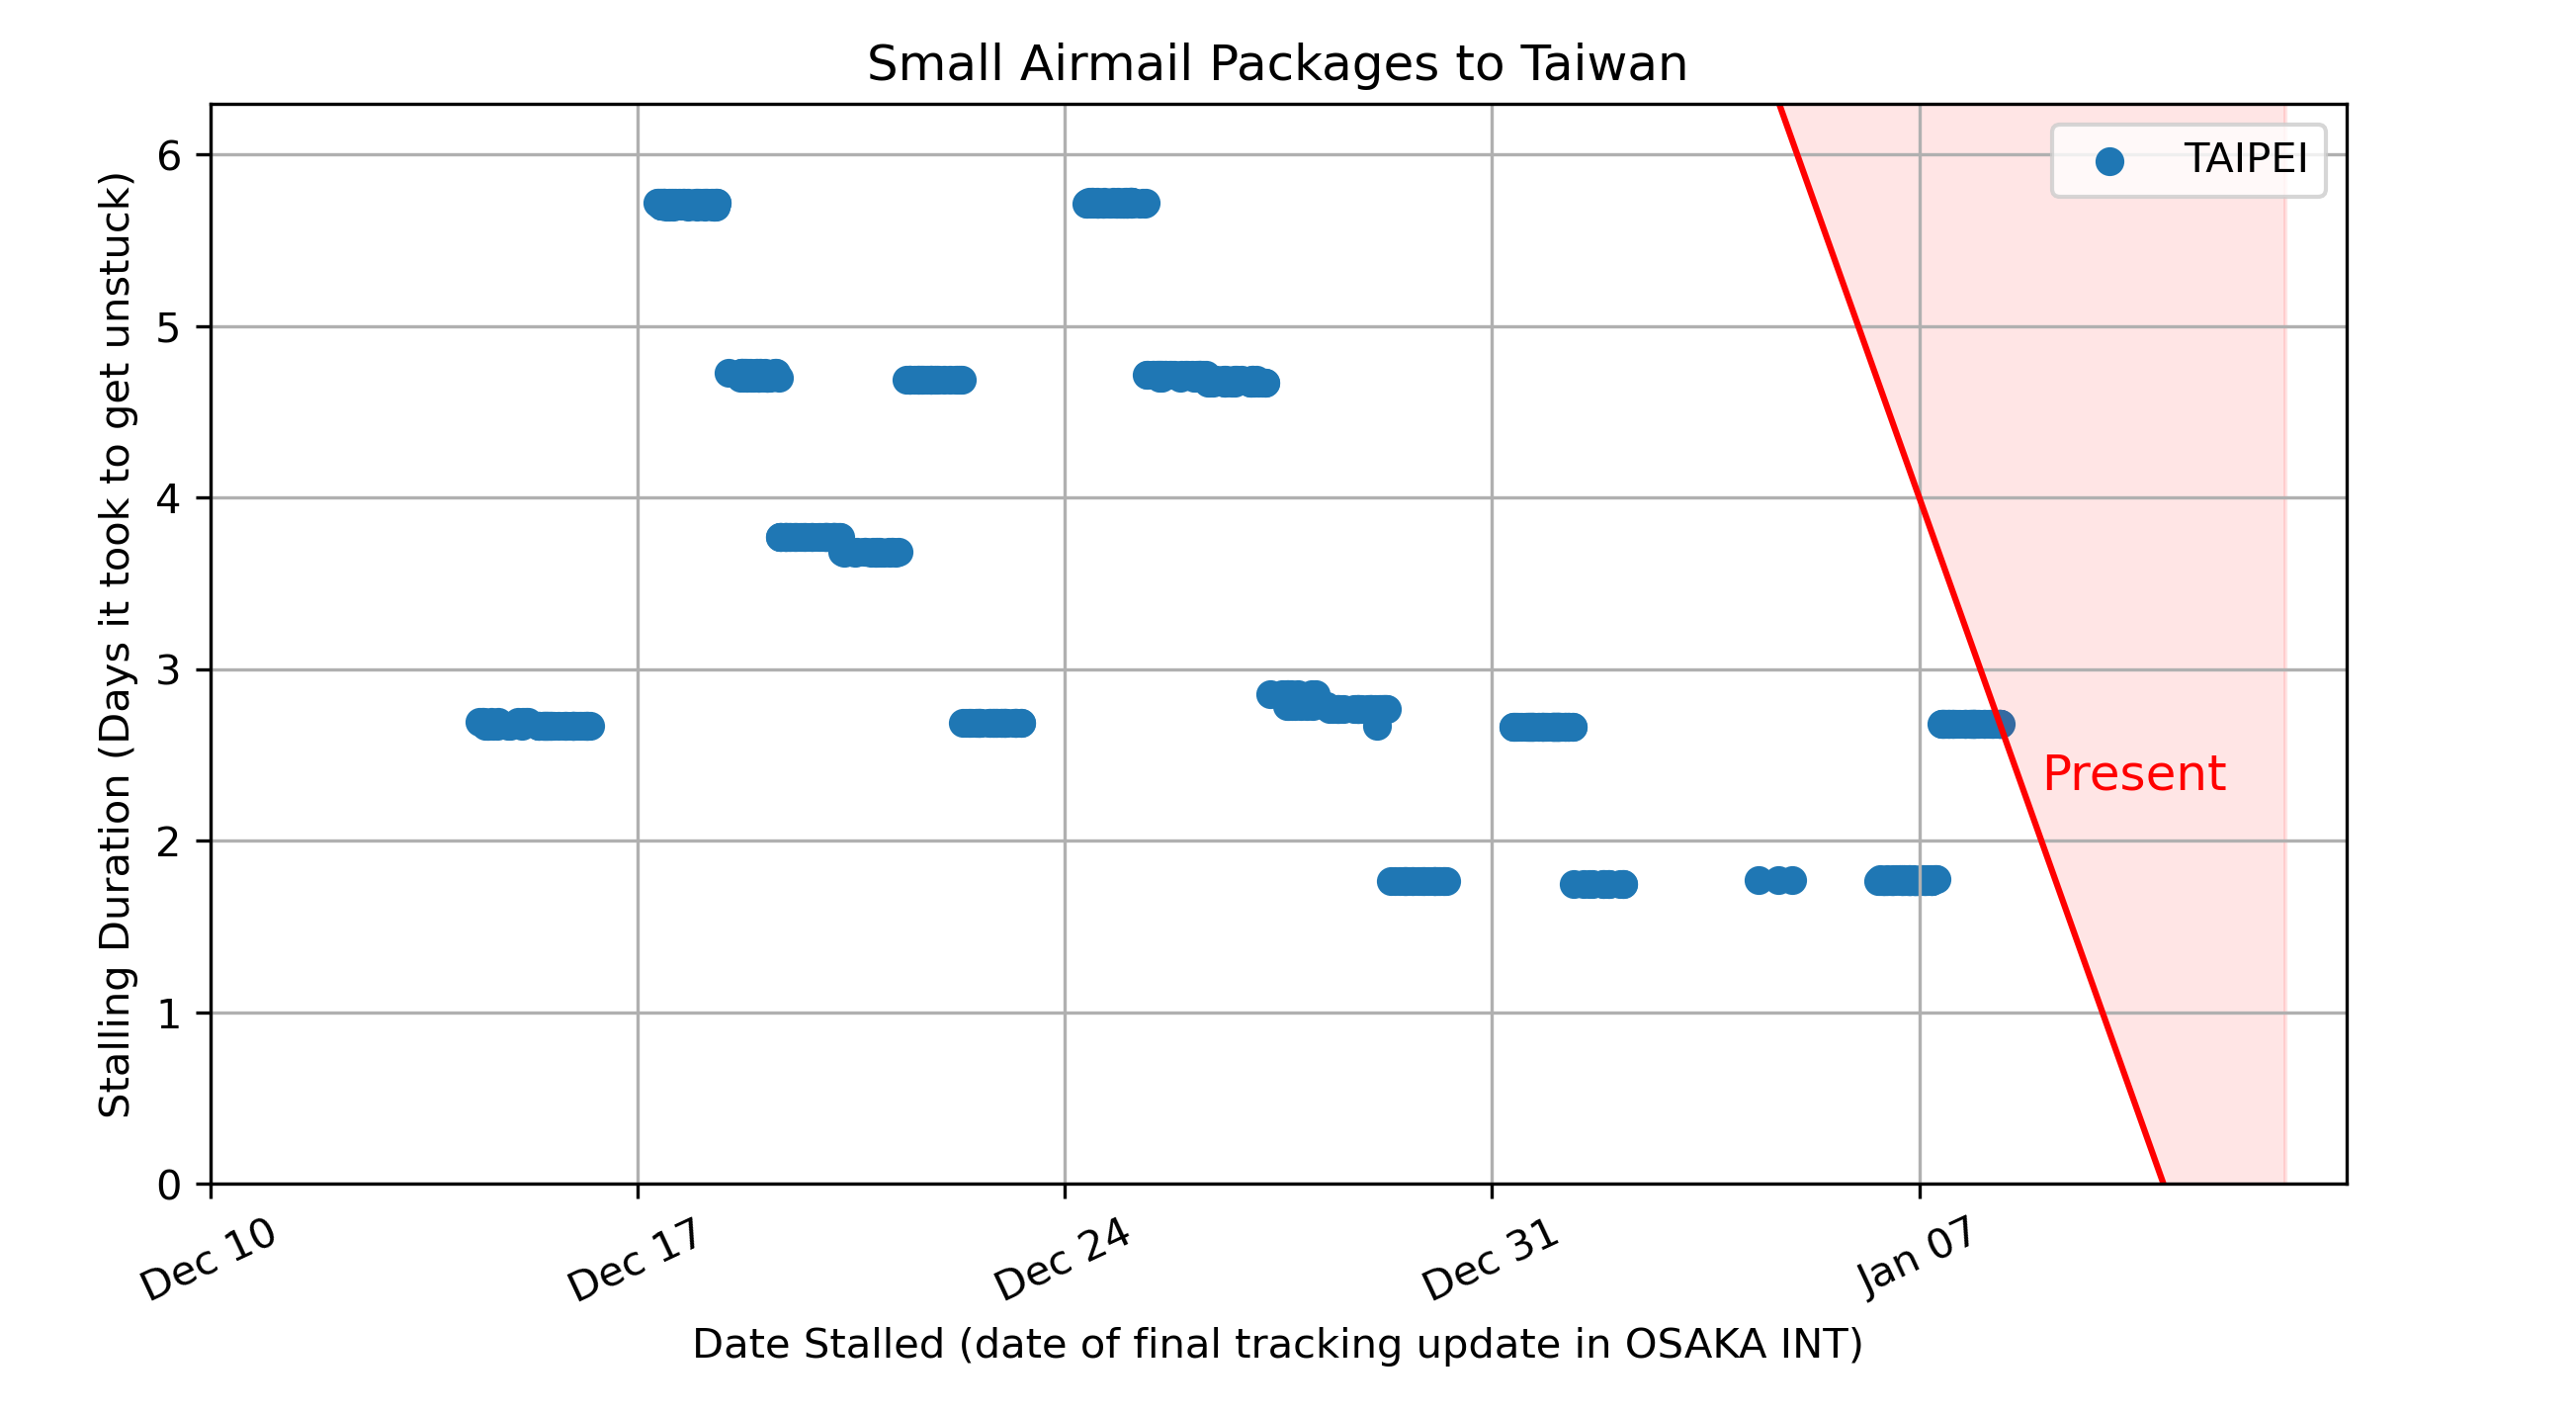 Small Airmail Packages to Taiwan
TAIPEI
6
5
4
3
2
1
0
Stalling Duration (Days it took to get unstuck)
Present
Dec 10
Dec 17
Dec 24
Dec 31
Jan 07
Date Stalled (date of final tracking update in OSAKA INT)